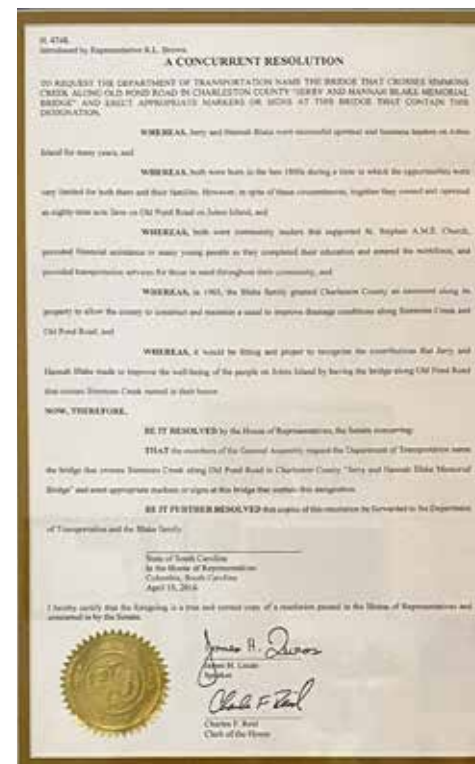 H. 4748.
Introduced by Representative R.L. Brown
A CONCURRENT RESOLUTION
TO REQUEST THE DEPARTMENT OF TRANSPORTATION NAME THE BRIDGE THAT CROSSES SIMMONS
CREEK ALONG OLD POND ROAD IN CHARLESTON COUNTY "JERRY AND HANNAH BLAKE MEMORIAL
BRIDGE" AND ERECT APPROPRIATE MARKERS OR SIGNS AT THIS BRIDGE THAT CONTAIN THIS
DESIGNATION.
WHEREAS, Jerry and Hannah Blake were successful spiritual and business leaders on Johns
Island for many years; and
WHEREAS, both were born in the late 1800s during a time in which the opportunities were
very limited for both them and their families. However, in spite of these circumstances, together they owned and operated
an eighty-nine acre farm on Old Pond Road on Johns Island; and
WHEREAS, both were community leaders that supported St. Stephen A.M.E. Church,
provided financial assistance to many young people as they completed their education and entered the workforce, and
provided transportation services for those in need throughout their community; and
WHEREAS, in 1965, the Blake family granted Charleston County an easement along its
property to allow the county to construct and maintain a canal to improve drainage conditions along Simmons Creek and
Old Pond Road; and
WHEREAS, it would be fitting and proper to recognize the contributions that Jerry and
Hannah Blake made to improve the well-being of the people on Johns Island by having the bridge along Old Pond Road
that crosses Simmons Creek named in their honor.
NOW, THEREFORE,
BE IT RESOLVED by the House of Representatives, the Senate concurring:
THAT the members of the General Assembly request the Department of Transportation name
the bridge that crosses Simmons Creek along Old Pond Road in Charleston County "Jerry and Hannah Blake Memorial
Bridge" and erect appropriate markers or signs at this bridge that contain this designation.
BE IT FURTHER RESOLVED that copies of this resolution be forwarded to the Department
of Transportation and the Blake family.
State of South Carolina
In the House of Representatives
Columbia, South Carolina
April 2016
I hereby certify that the foregoing is a true and correct copy of a resolution passed in the House of Representatives and
concurred in by the Senate.
James H. Lucas
James H. Lucas
Speaker
Charles F. Reid
Charles F. Reid
Clerk of the House